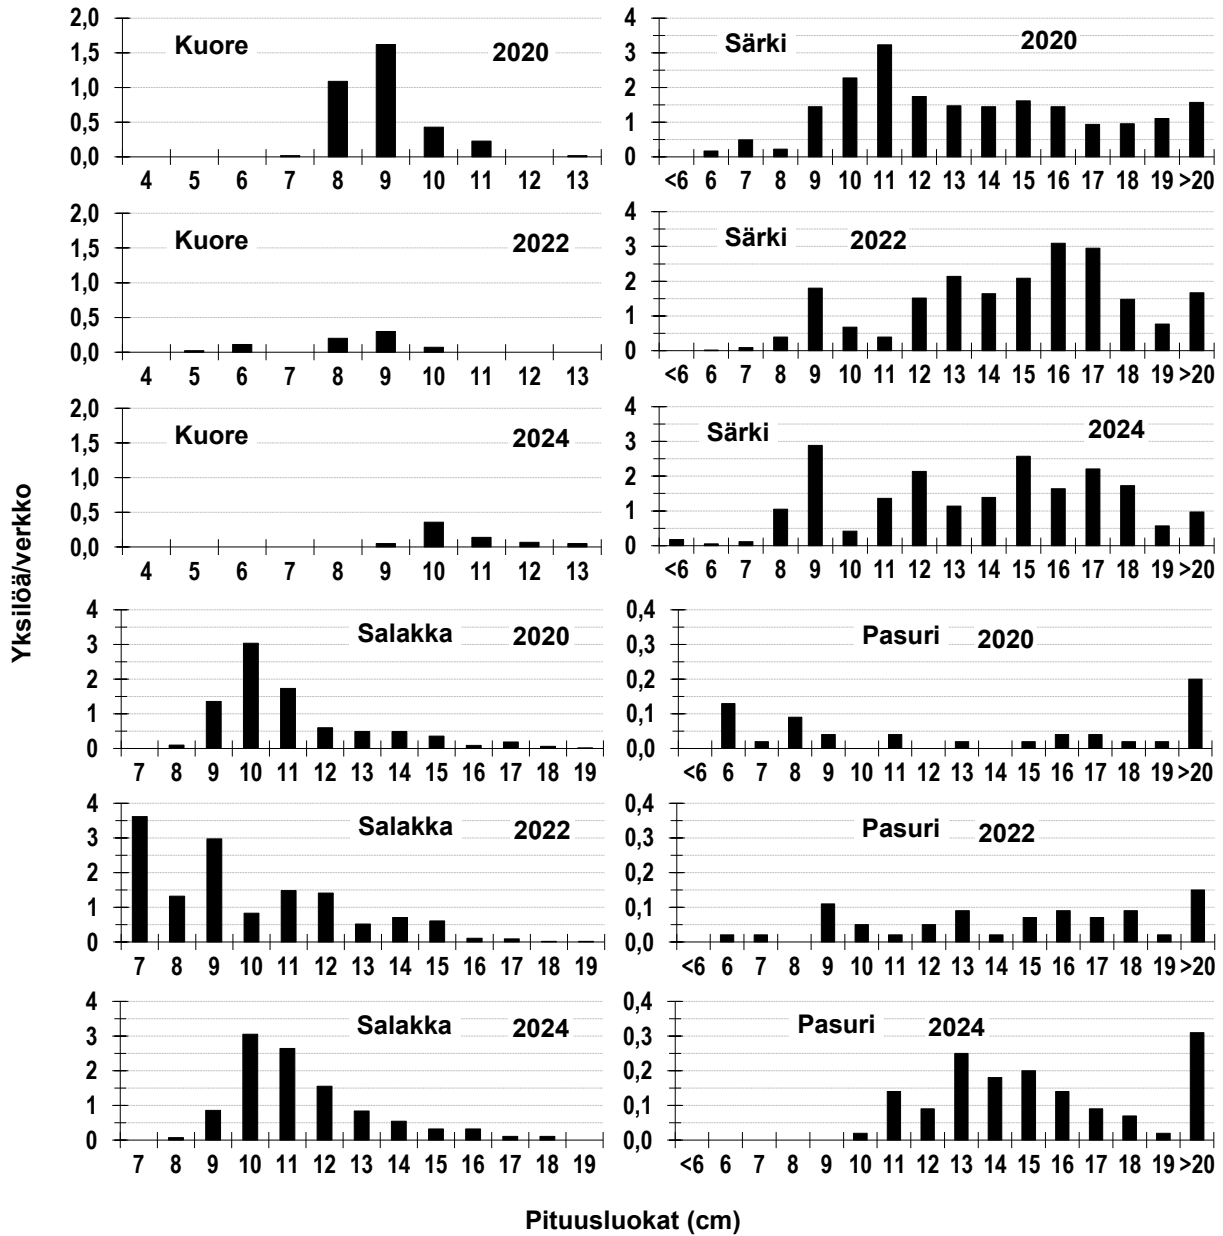 Yksilöä/verkko
2,0
1,5
1,0
0,5
0,0
Kuore 2020
4 5 6 7 8 9 10 11 12 13
4
3
2
1
0
Särki 2020
<6 6 7 8 9 10 11 12 13 14 15 16 17 18 19 >20
2,0
1,5
1,0
0,5
0,0
Kuore 2022
4 5 6 7 8 9 10 11 12 13
4
3
2
1
0
Särki 2022
<6 6 7 8 9 10 11 12 13 14 15 16 17 18 19 >20
2,0
1,5
1,0
0,5
0,0
Kuore 2024
4 5 6 7 8 9 10 11 12 13
4
3
2
1
0
Särki 2024
<6 6 7 8 9 10 11 12 13 14 15 16 17 18 19 >20
4
3
2
1
0
Salakka 2020
7 8 9 10 11 12 13 14 15 16 17 18 19
0,4
0,3
0,2
0,1
0,0
Pasuri 2020
<6 6 7 8 9 10 11 12 13 14 15 16 17 18 19 >20
4
3
2
1
0
Salakka 2022
7 8 9 10 11 12 13 14 15 16 17 18 19
0,4
0,3
0,2
0,1
0,0
Pasuri 2022
<6 6 7 8 9 10 11 12 13 14 15 16 17 18 19 >20
4
3
2
1
0
Salakka 2024
7 8 9 10 11 12 13 14 15 16 17 18 19
0,4
0,3
0,2
0,1
0,0
Pasuri 2024
<6 6 7 8 9 10 11 12 13 14 15 16 17 18 19 >20
Pituusluokat (cm)